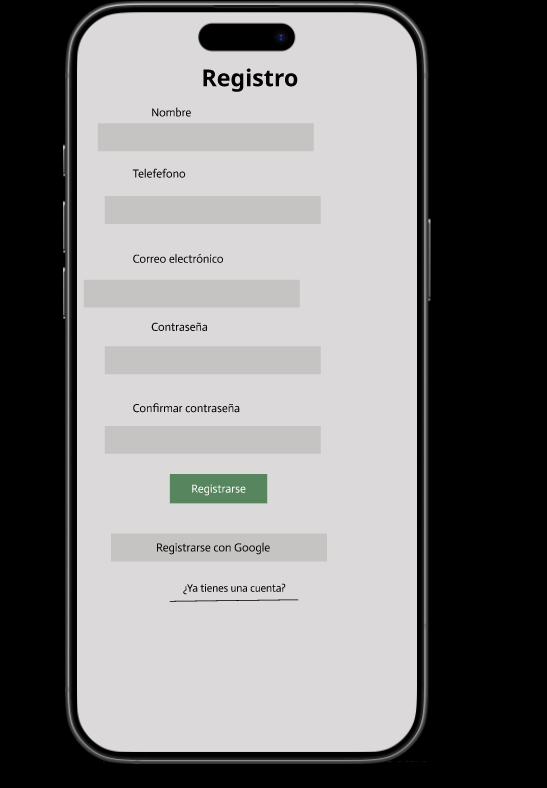 Registro
Nombre
Telefefono
Correo electrónico
Contraseña
Confirmar contraseña
Registrarse
Registrarse con Google
¿Ya tienes una cuenta?